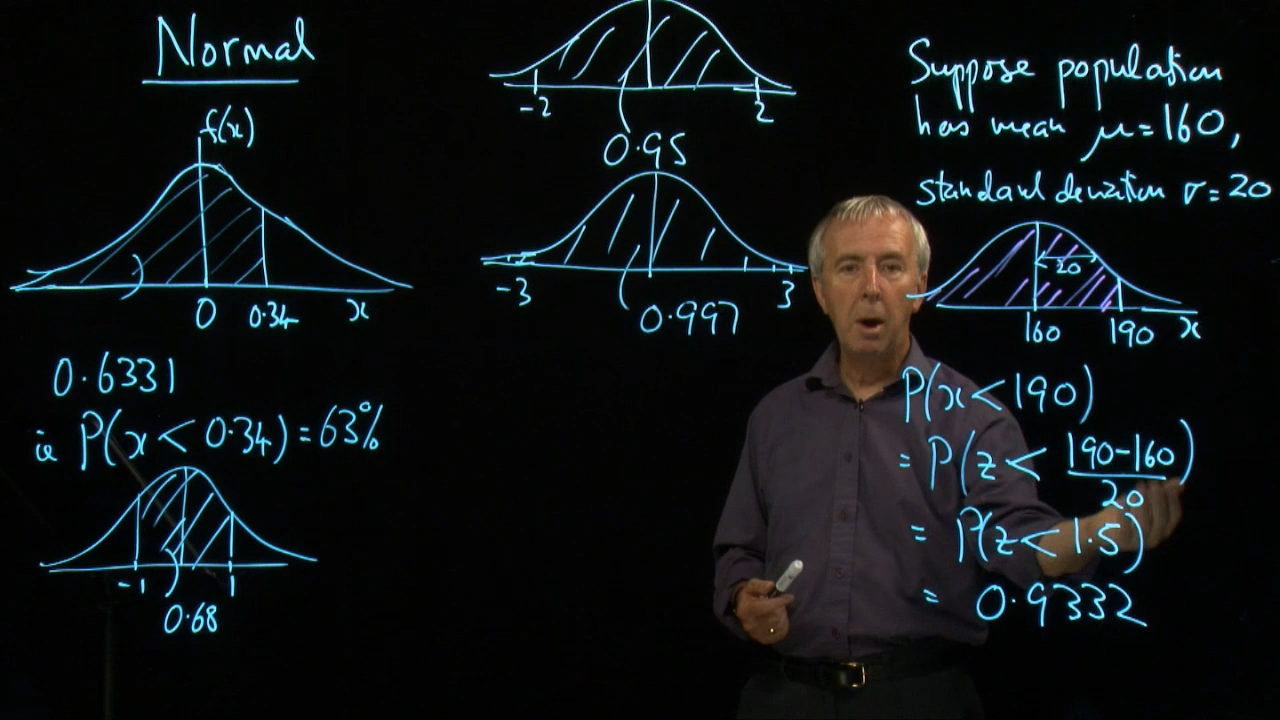 Normal
f(x)
0 0.34 x
0.6331
ie P(x < 0.34) = 63%
-1 1
0.68
-2 2
0.95
-3 3
0.997
Suppose population
has mean μ=160,
standard deviation σ=20
20
160 190 x
P(x<190)
= P(z < 190-160
20)
= P(z<1.5)
= 0.9332